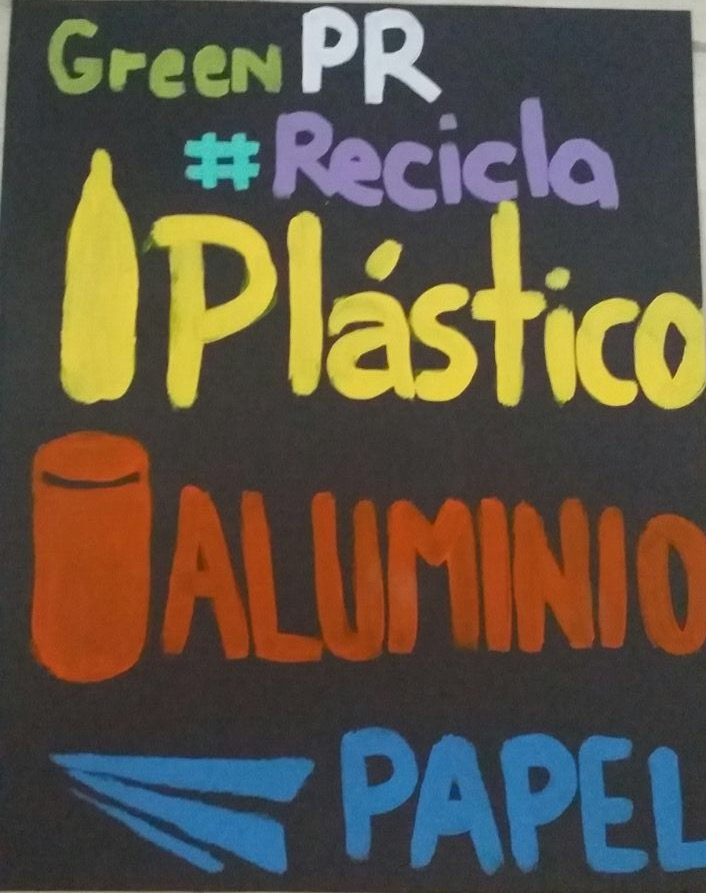 Green PR
#Recicla
Plástico
ALUMINIO
PAPEL